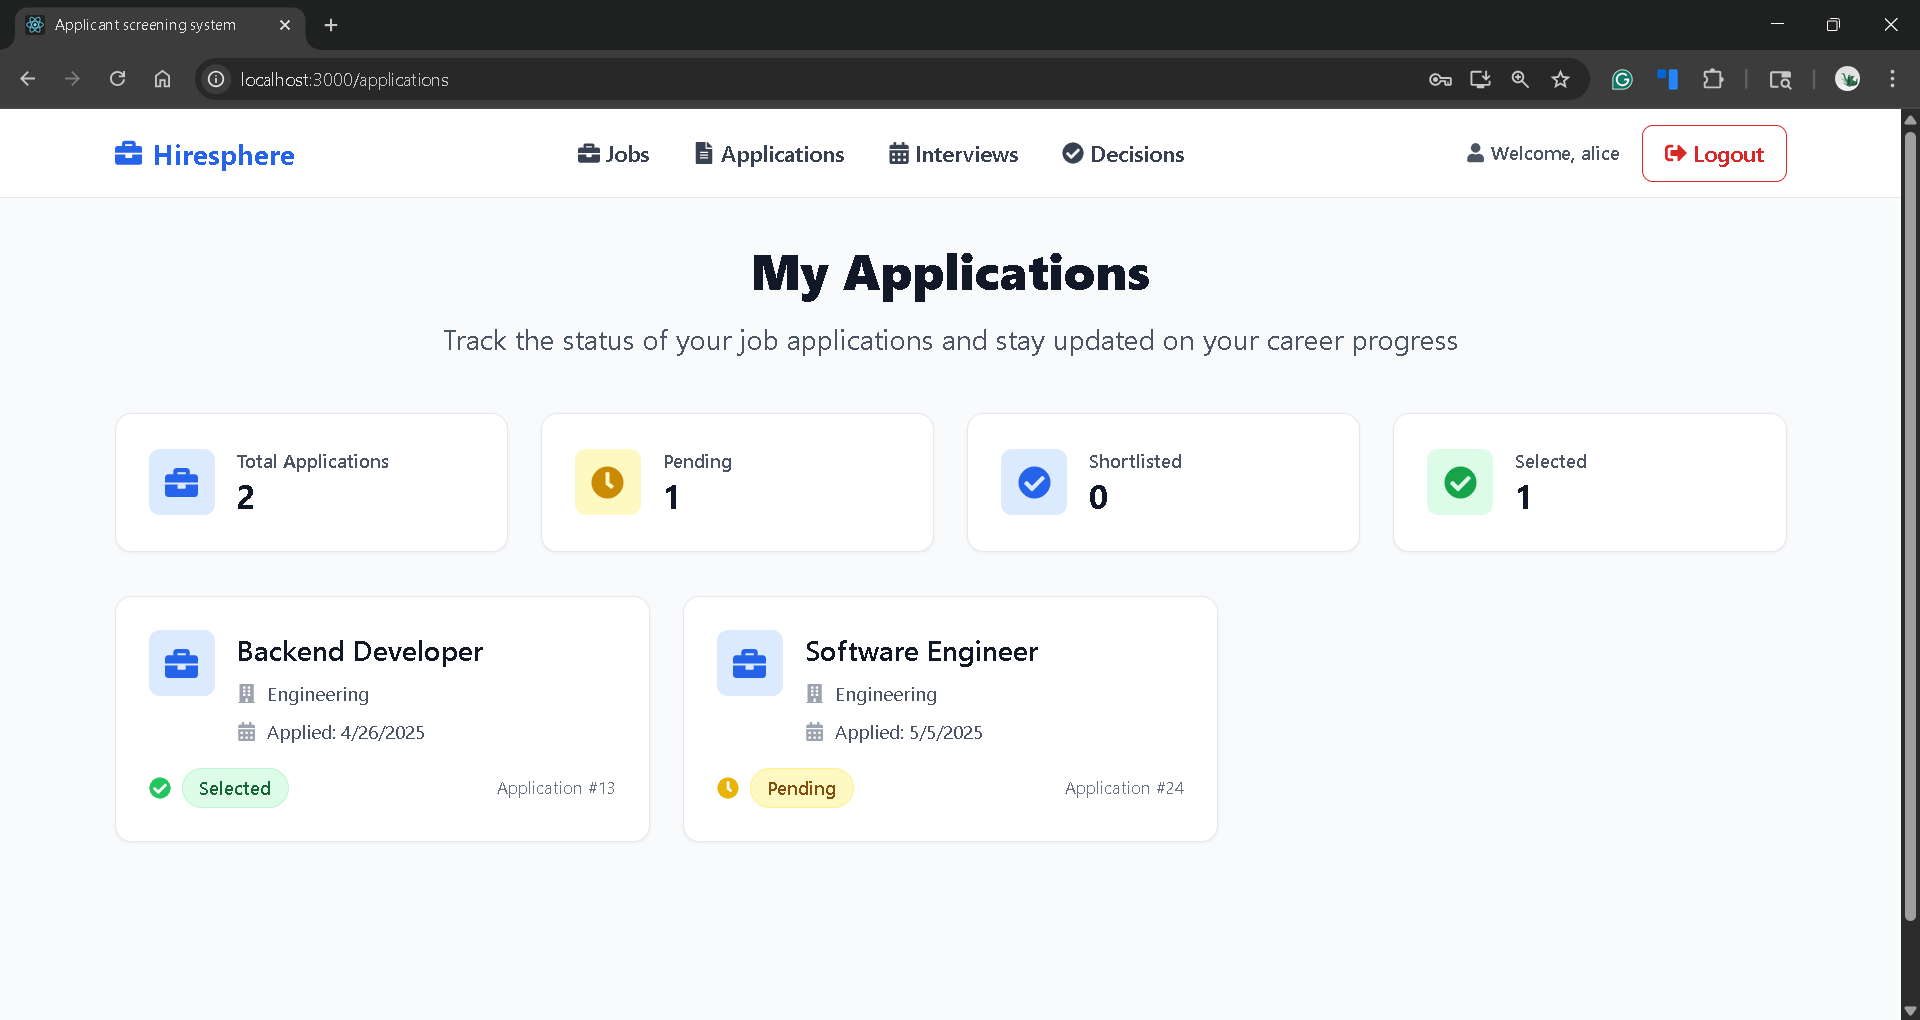 Applicant screening system
localhost:3000/applications
Hiresphere
Jobs
Applications
Interviews
Decisions
Welcome, alice
Logout
My Applications
Track the status of your job applications and stay updated on your career progress
Total Applications
2
Pending
1
Shortlisted
0
Selected
1
Backend Developer
Engineering
Applied: 4/26/2025
Selected
Application #13
Software Engineer
Engineering
Applied: 5/5/2025
Pending
Application #24